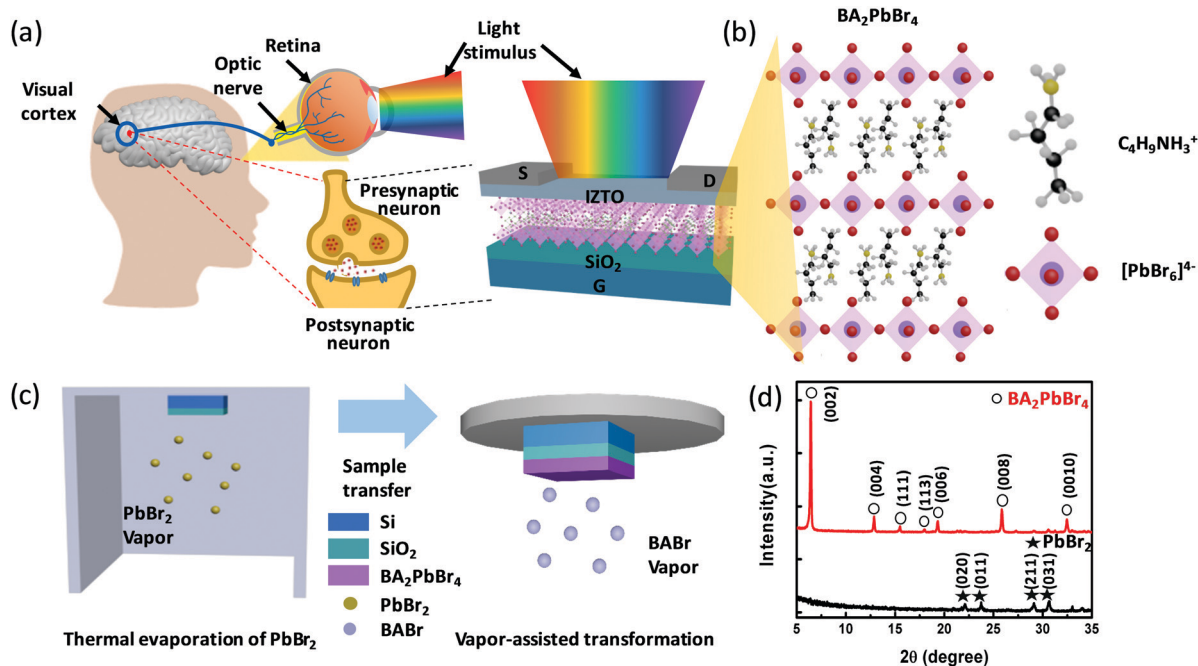 (a)
Visual
cortex
Optic
nerve
Retina
Light
stimulus
Presynaptic
neuron
Postsynaptic
neuron
S
D
IZTO
SiO₂
G
(b)
BA₂PbBr₄
C₄H₉NH₃⁺
[PbBr₆]⁴⁻
(c)
PbBr₂
Vapor
Thermal evaporation of PbBr₂
Sample
transfer
Si
SiO₂
BA₂PbBr₄
PbBr₂
BABr
BABr
Vapor
Vapor-assisted transformation
(d)
Intensity(a.u.)
(002)
BA₂PbBr₄
(004)
(111)
(113)
(006)
(008)
(0010)
PbBr₂
(020)
(011)
(211)
(031)
5 10 15 20 25 30 35
2θ (degree)